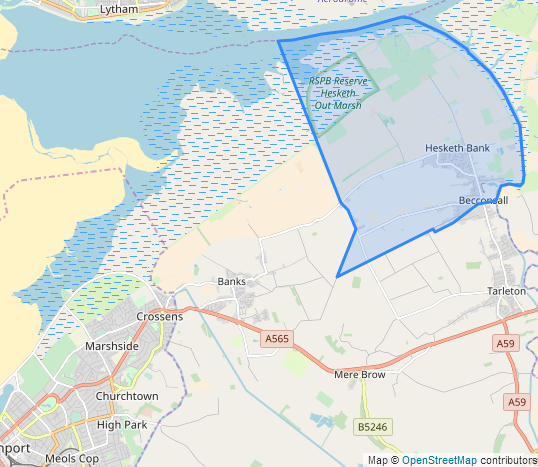 Lytham
Aerodrome
RSPB Reserve
Hesketh
Out Marsh
Hesketh Bank
Becconsall
Banks
Tarleton
Crossens
A565
A59
Marshside
Mere Brow
Churchtown
A59
High Park
B5246
nport
Meols Cop
Map © OpenStreetMap contributors